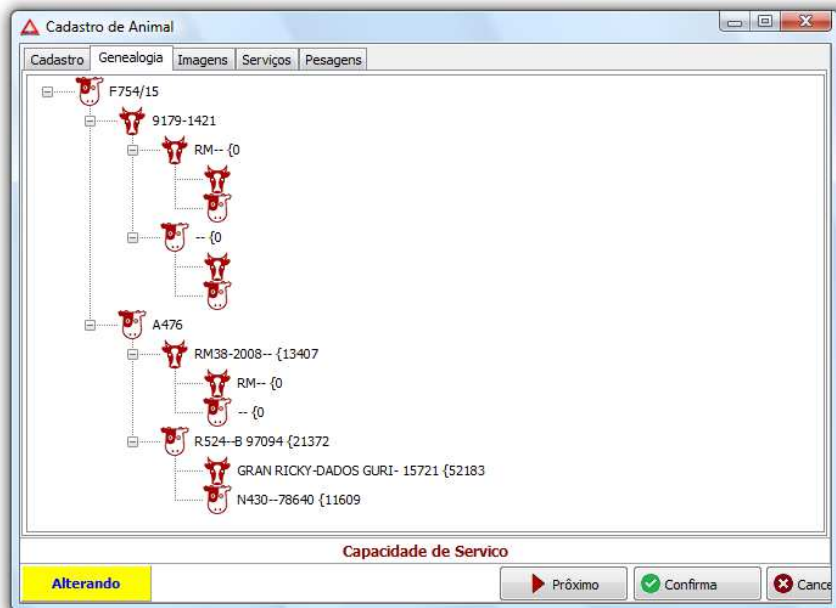 Cadastro de Animal
Cadastro Genealogia Imagens Serviços Pesagens
F754/15
9179-1421
RM-- {0
-- {0
A476
RM38-2008-- {13407
RM-- {0
-- {0
R524--B 97094 {21372
GRAN RICKY-DADOS GURI- 15721 {52183
N430--78640 {11609
Capacidade de Servico
Alterando Prôximo Confirma Cance